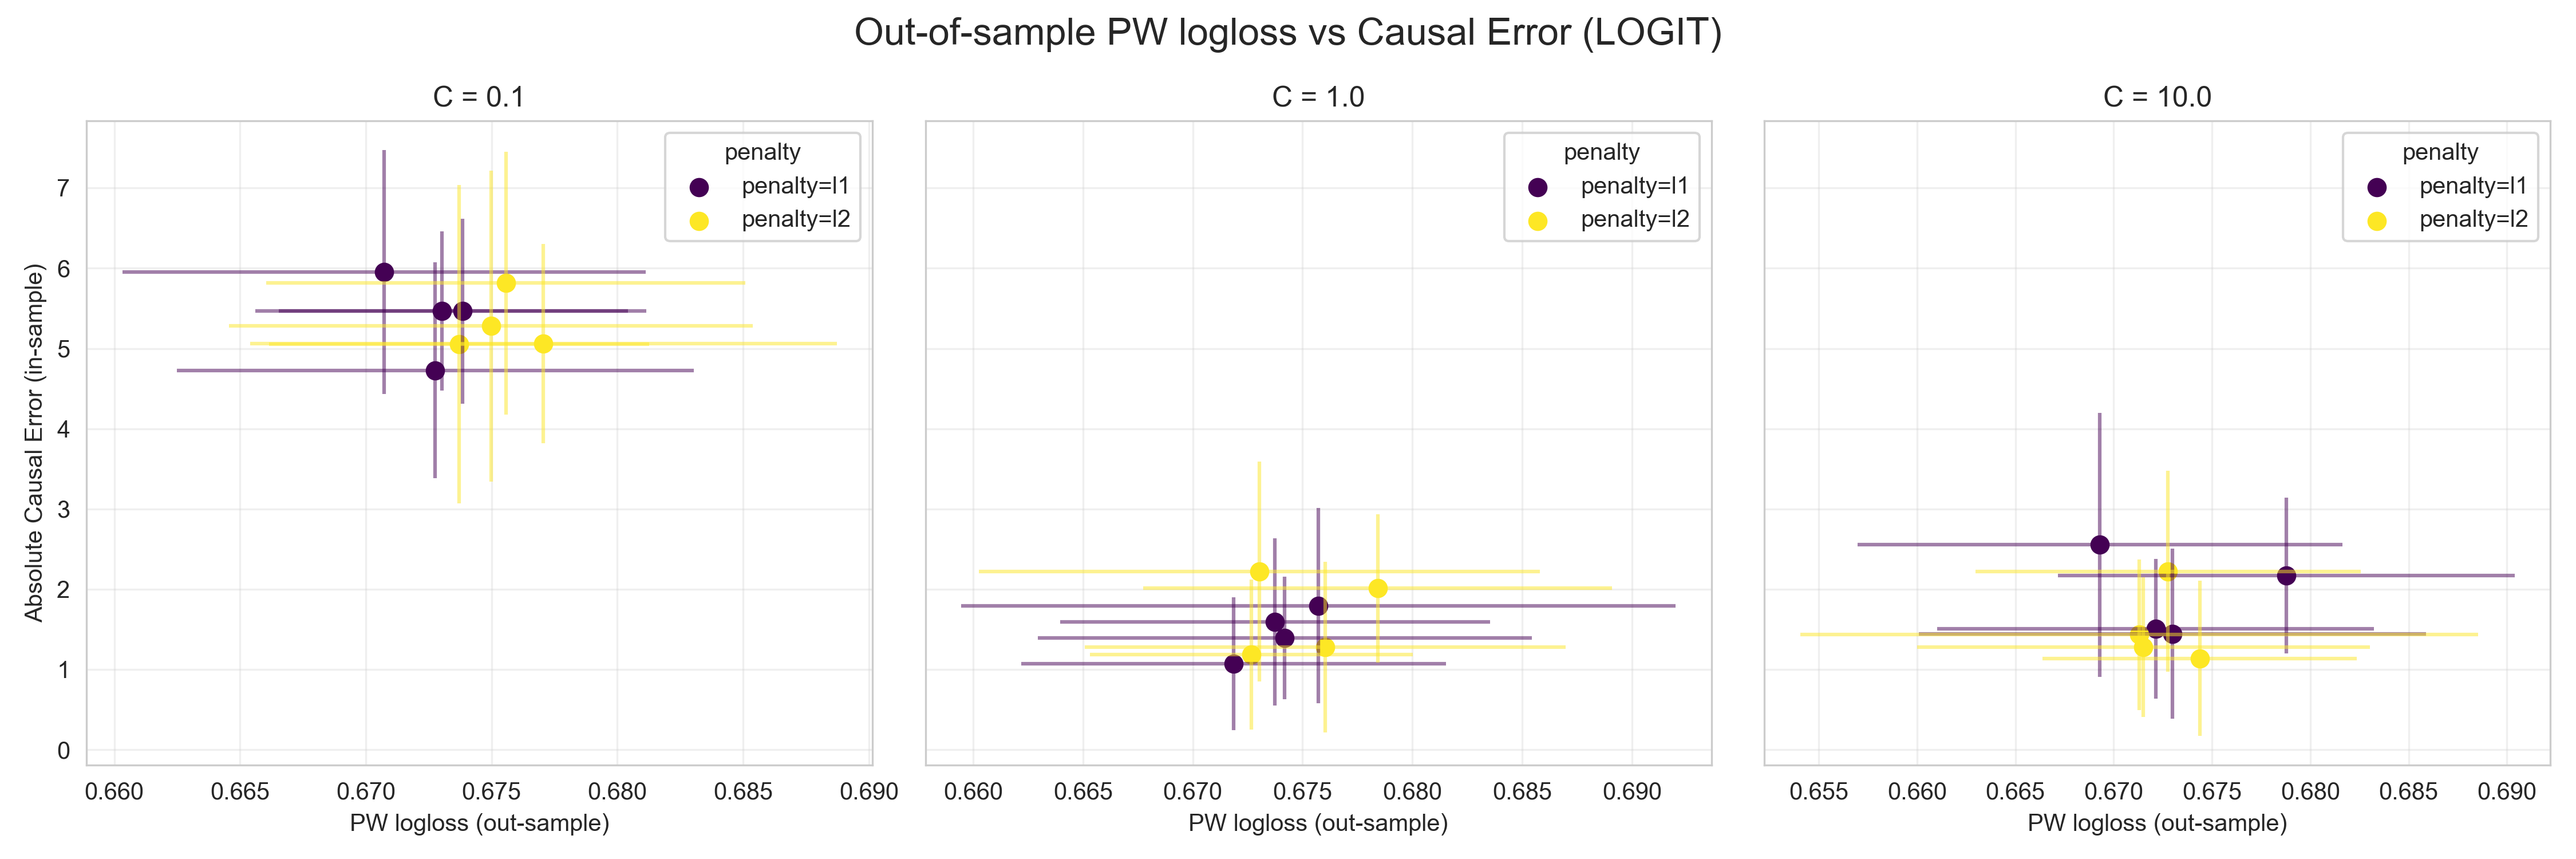 Out-of-sample PW logloss vs Causal Error (LOGIT)
C = 0.1
penalty
penalty=l1
penalty=l2
Absolute Causal Error (in-sample)
7
6
5
4
3
2
1
0
0.660 0.665 0.670 0.675 0.680 0.685 0.690
PW logloss (out-sample)
C = 1.0
penalty
penalty=l1
penalty=l2
0.660 0.665 0.670 0.675 0.680 0.685 0.690
PW logloss (out-sample)
C = 10.0
penalty
penalty=l1
penalty=l2
0.655 0.660 0.665 0.670 0.675 0.680 0.685 0.690
PW logloss (out-sample)